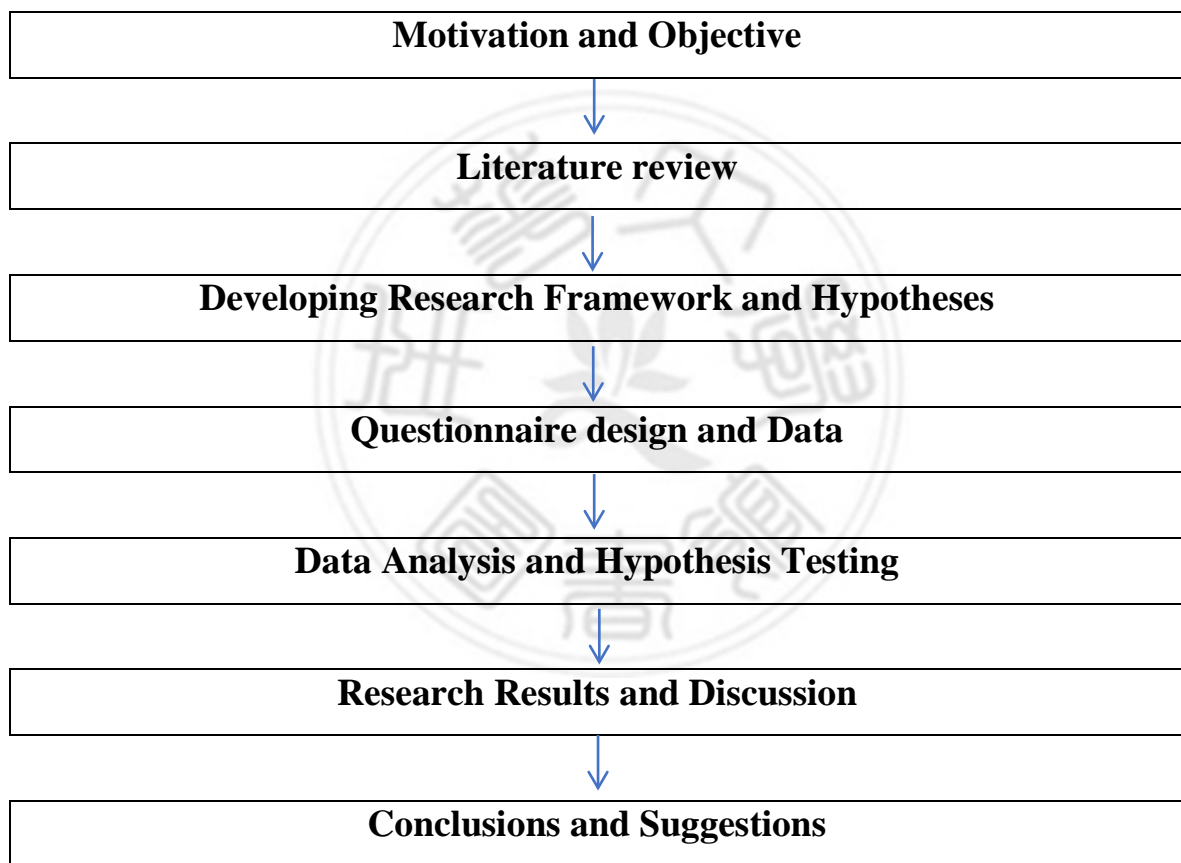 Motivation and Objective
Literature review
Developing Research Framework and Hypotheses
Questionnaire design and Data
Data Analysis and Hypothesis Testing
Research Results and Discussion
Conclusions and Suggestions